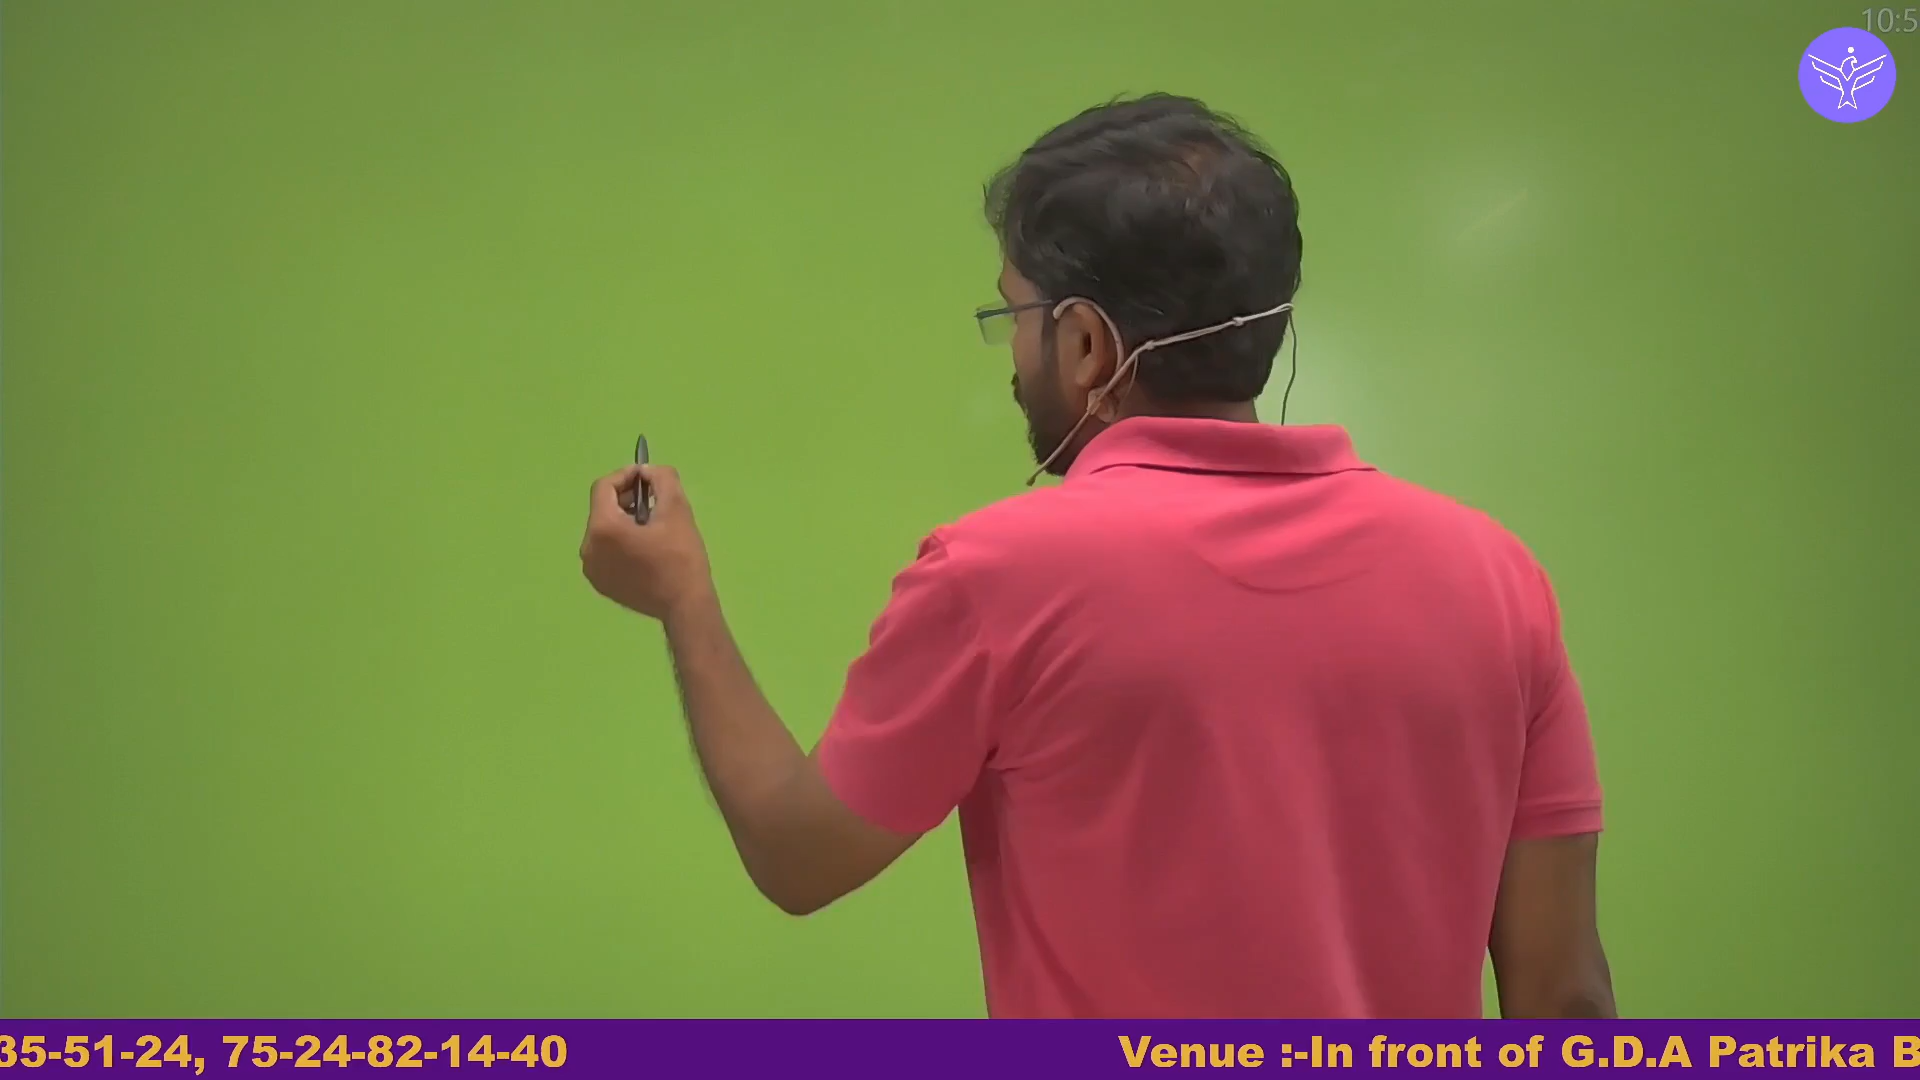 10:5
35-51-24, 75-24-82-14-40
Venue :-In front of G.D.A Patrika B